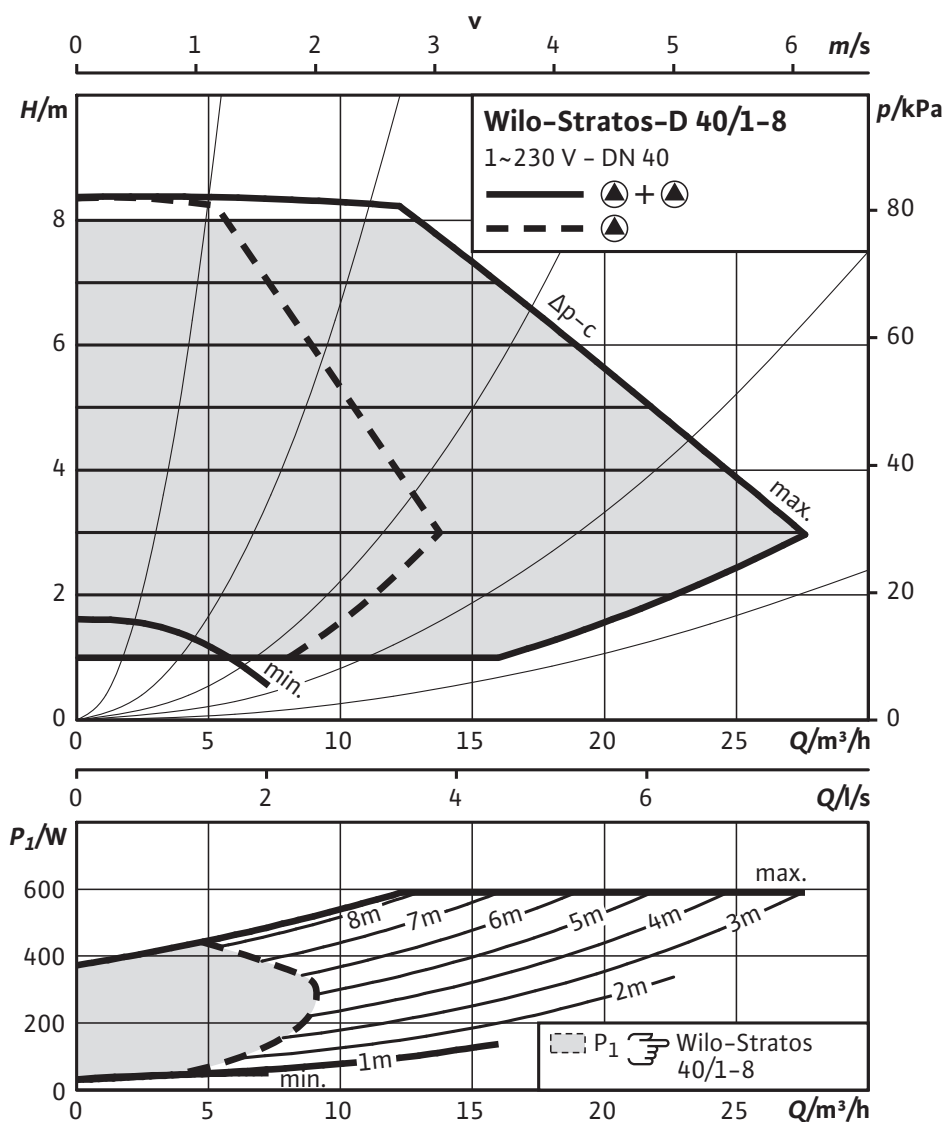 v
0 1 2 3 4 5 6 m/s
H/m
p/kPa
Wilo-Stratos-D 40/1-8
1~230 V - DN 40
+
8
6
4
2
0
80
60
40
20
0
Δp-c
max.
min.
0 5 10 15 20 25 Q/m³/h
0 2 4 6 Q/l/s
P₁/W
600
400
200
0
max.
8m 7m 6m 5m 4m 3m
2m
1m
min.
P₁ Wilo-Stratos
40/1-8
0 5 10 15 20 25 Q/m³/h